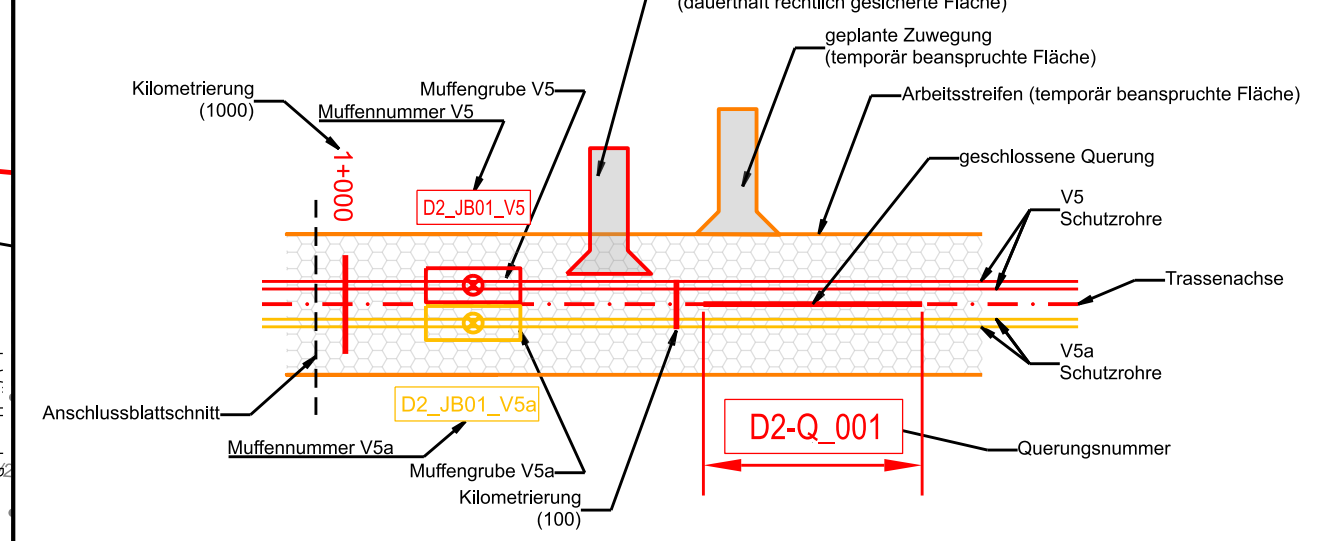 (dauerhaft rechtlich gesicherte Fläche)
geplante Zuwegung
(temporär beanspruchte Fläche)
Kilometrierung
(1000)
Muffengrube V5
Arbeitsstreifen (temporär beanspruchte Fläche)
Muffennummer V5
1+000
geschlossene Querung
D2_JB01_V5
V5
Schutzrohre
Trassenachse
V5a
Schutzrohre
Anschlussblattschnitt
D2_JB01_V5a
D2-Q_001
Muffennummer V5a
Querungsnummer
Muffengrube V5a
Kilometrierung
(100)